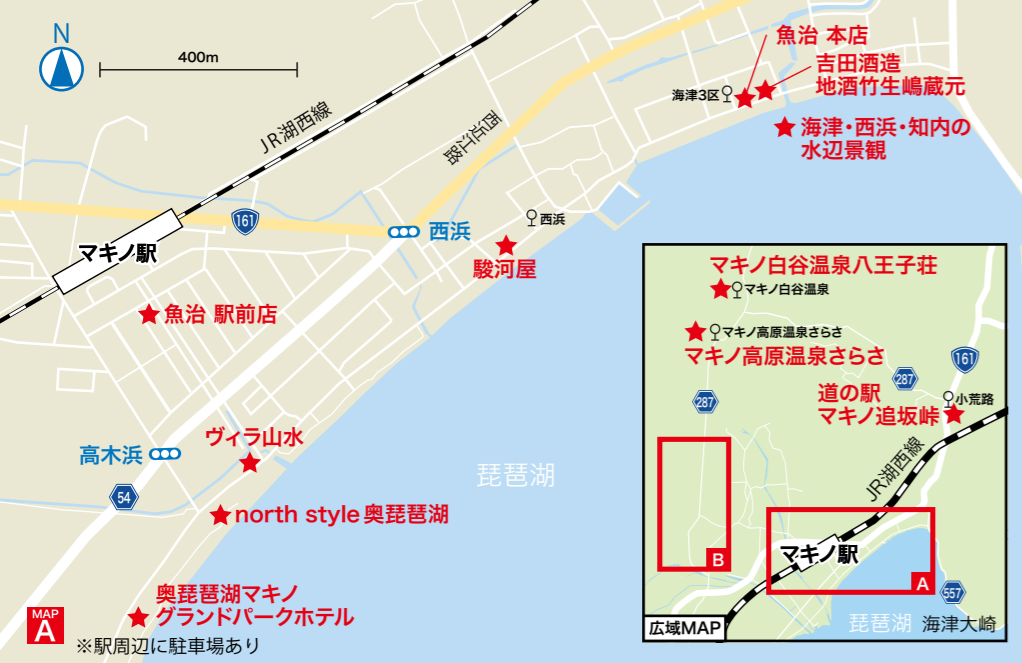 N
400m
JR湖西線
西近江路
魚治 本店
吉田酒造
地酒竹生嶋蔵元
海津3区
海津・西浜・知内の
水辺景観
161
マキノ駅
西浜
西浜
駿河屋
魚治 駅前店
ヴィラ山水
高木浜
54
north style 奥琵琶湖
琵琶湖
奥琵琶湖マキノ
グランドパークホテル
MAP
A
※駅周辺に駐車場あり
マキノ白谷温泉八王子荘
マキノ白谷温泉
マキノ高原温泉さらさ
マキノ高原温泉さらさ
161
287
287
小荒路
道の駅
マキノ追坂峠
JR湖西線
B
マキノ駅
A
557
琵琶湖
海津大崎
広域MAP